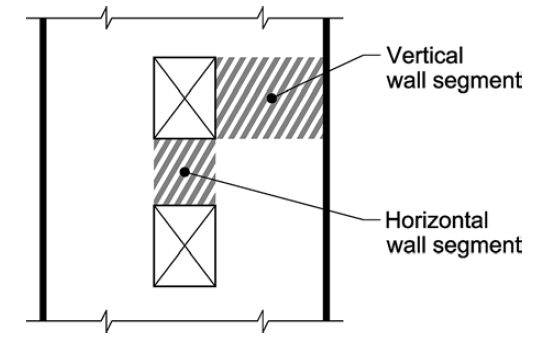 Vertical
wall segment
Horizontal
wall segment